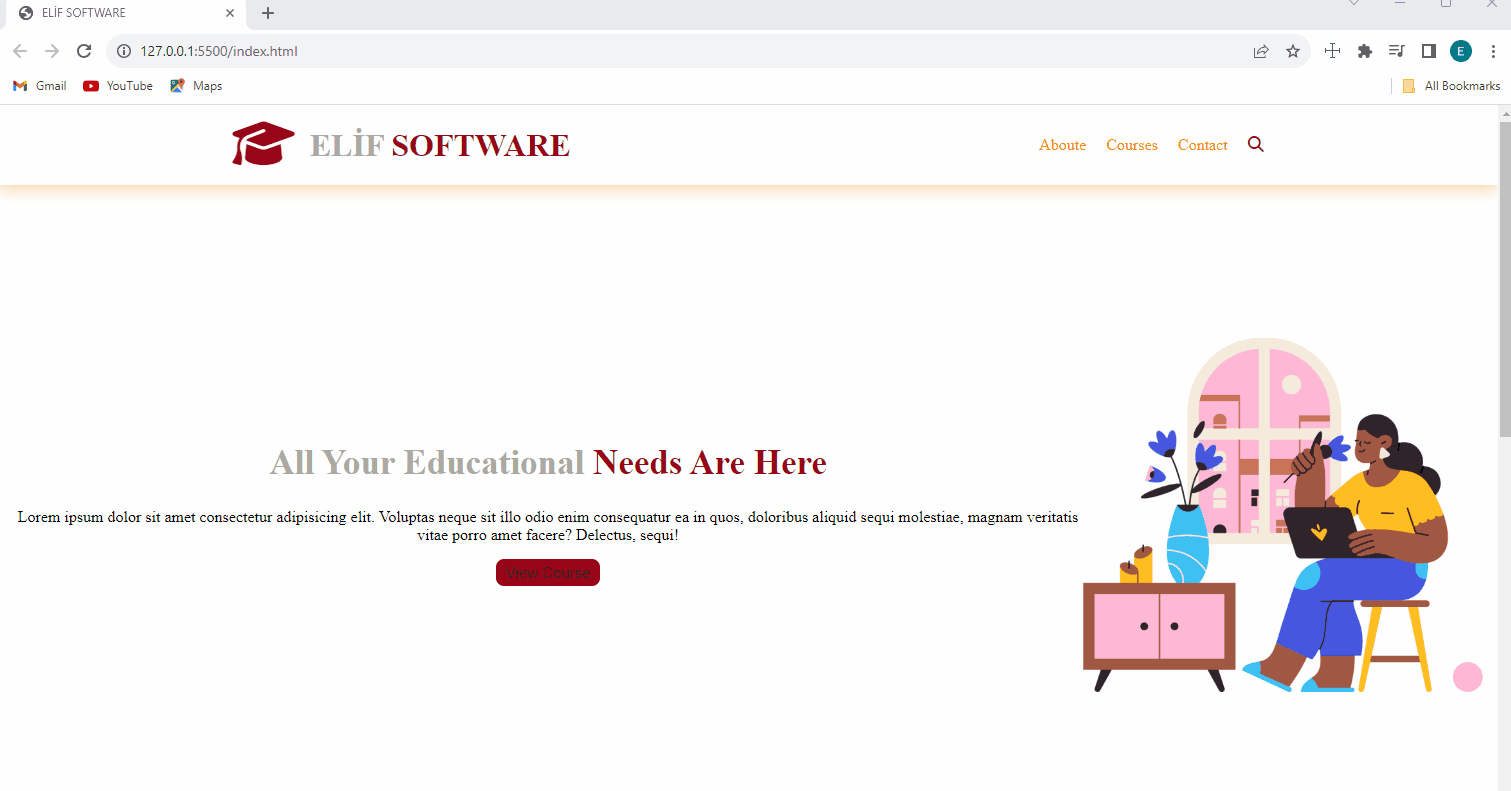 ELİF SOFTWARE
127.0.0.1:5500/index.html
E
Gmail
YouTube
Maps
All Bookmarks
ELİF SOFTWARE
Aboute
Courses
Contact
All Your Educational Needs Are Here
Lorem ipsum dolor sit amet consectetur adipisicing elit. Voluptas neque sit illo odio enim consequatur ea in quos, doloribus aliquid sequi molestiae, magnam veritatis
vitae porro amet facere? Delectus, sequi!
View Course